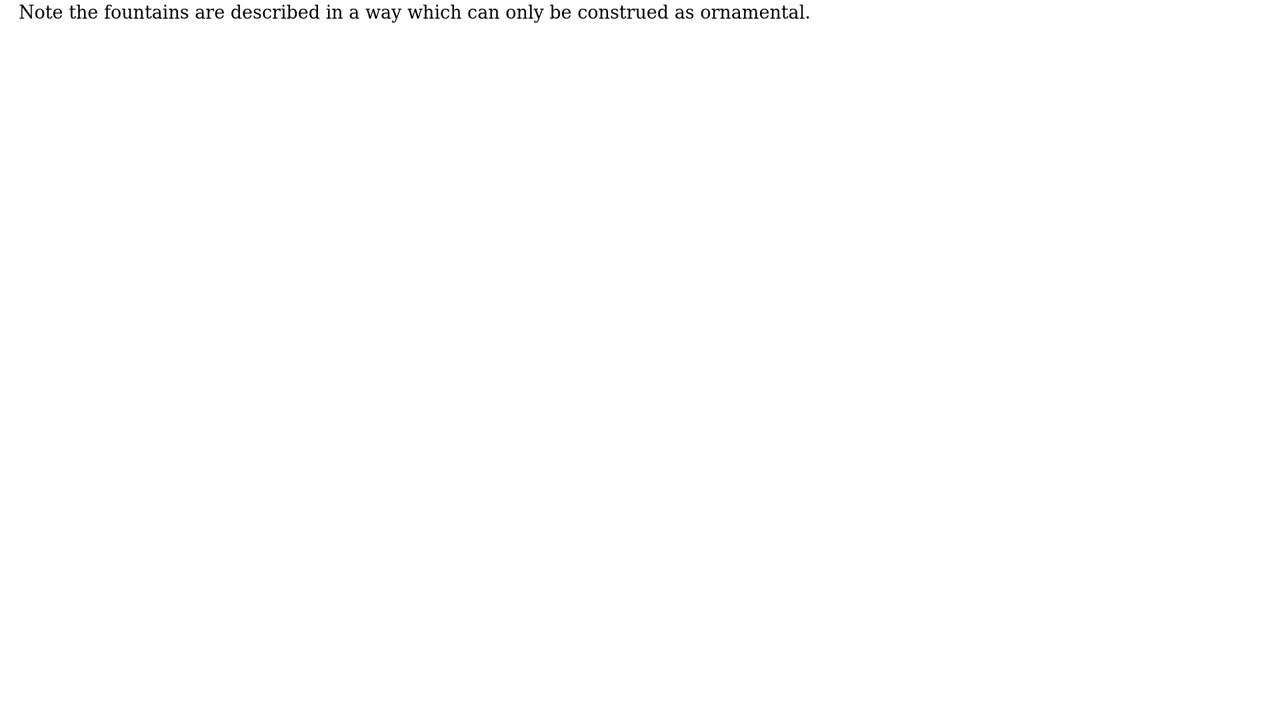 Note the fountains are described in a way which can only be construed as ornamental.